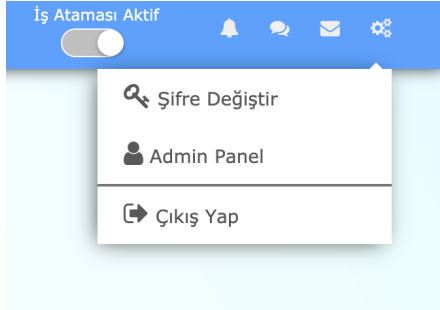 İş Ataması Aktif
Şifre Değiştir
Admin Panel
Çıkış Yap